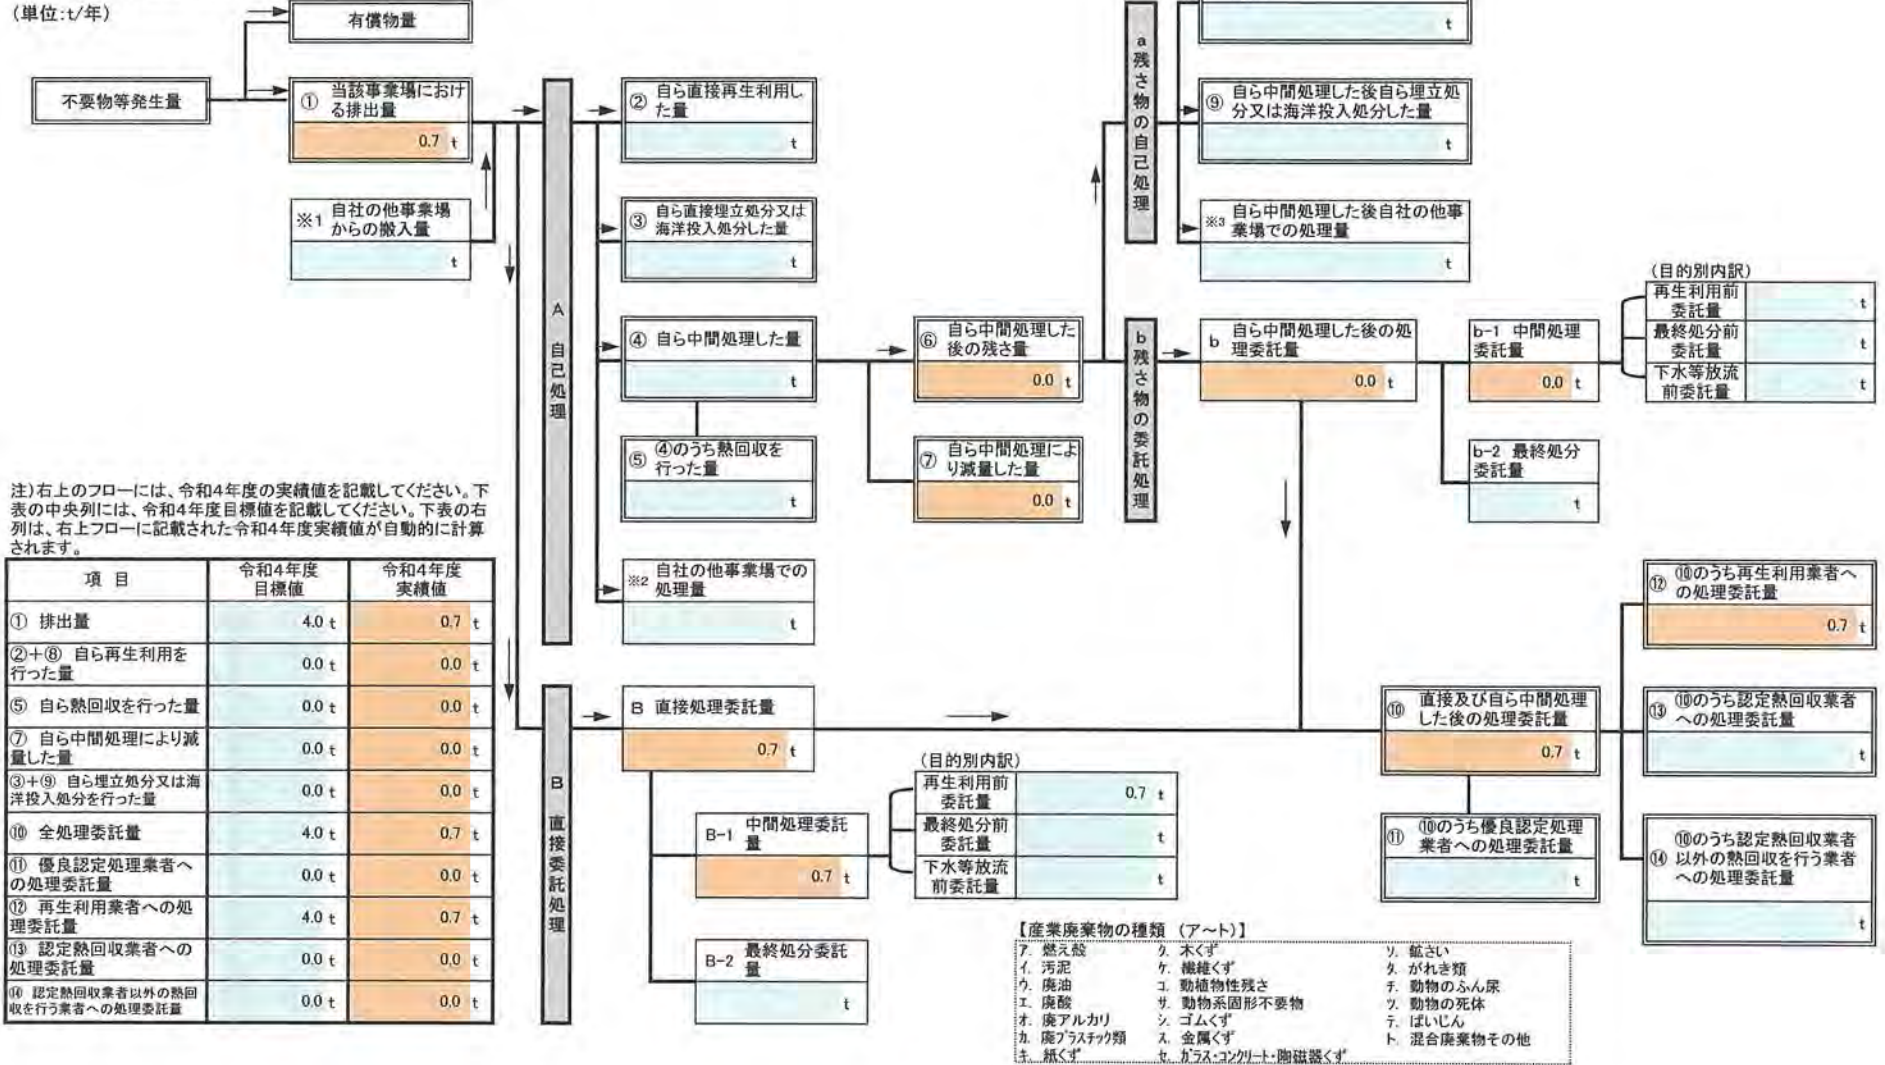 (単位:t/年)
有償物量
不要物等発生量
① 当該事業場におけ
る排出量
0.7 t
※1 自社の他事業場
からの搬入量
t
A 自己処理
② 自ら直接再生利用し
た量
t
③ 自ら直接埋立処分又は
海洋投入処分した量
t
④ 自ら中間処理した量
t
⑤ ④のうち熱回収を
行った量
t
※2 自社の他事業場での
処理量
t
⑥ 自ら中間処理した
後の残さ量
0.0 t
⑦ 自ら中間処理によ
り減量した量
0.0 t
a 残さ物の自己処理
t
⑨ 自ら中間処理した後自ら埋立処
分又は海洋投入処分した量
t
※3 自ら中間処理した後自社の他事
業場での処理量
t
b 残さ物の委託処理
b 自ら中間処理した後の処
理委託量
0.0 t
b-1 中間処理
委託量
0.0 t
b-2 最終処分
委託量
t
(目的別内訳)
再生利用前
委託量
t
最終処分前
委託量
t
下水等放流
前委託量
t
注)右上のフローには、令和4年度の実績値を記載してください。下
表の中央列には、令和4年度目標値を記載してください。下表の右
列は、右上フローに記載された令和4年度実績値が自動的に計算
されます。
項 目 令和4年度 目標値 令和4年度 実績値
① 排出量 4.0 t 0.7 t
②+⑧ 自ら再生利用を
行った量 0.0 t 0.0 t
⑤ 自ら熱回収を行った量 0.0 t 0.0 t
⑦ 自ら中間処理により減
量した量 0.0 t 0.0 t
③+⑨ 自ら埋立処分又は海
洋投入処分を行った量 0.0 t 0.0 t
⑩ 全処理委託量 4.0 t 0.7 t
⑪ 優良認定処理業者へ
の処理委託量 0.0 t 0.0 t
⑫ 再生利用業者への処
理委託量 4.0 t 0.7 t
⑬ 認定熱回収業者への
処理委託量 0.0 t 0.0 t
⑭ 認定熱回収業者以外の熱回
収を行う業者への処理委託量 0.0 t 0.0 t
B 直接委託処理
B 直接処理委託量
0.7 t
B-1 中間処理委託
量
0.7 t
B-2 最終処分委託
量
t
(目的別内訳)
再生利用前
委託量
0.7 t
最終処分前
委託量
t
下水等放流
前委託量
t
⑩ 直接及び自ら中間処理
した後の処理委託量
0.7 t
⑪ ⑩のうち優良認定処理
業者への処理委託量
t
⑫ ⑩のうち再生利用業者へ
の処理委託量
0.7 t
⑬ ⑩のうち認定熱回収業者
への処理委託量
t
⑭ ⑩のうち認定熱回収業者
以外の熱回収を行う業者
への処理委託量
t
【産業廃棄物の種類 (ア~ト)】
ア. 燃え殻 ク. 木くず ソ. 鉱さい
イ. 汚泥 ケ. 繊維くず タ. がれき類
ウ. 廃油 コ. 動植物性残さ チ. 動物のふん尿
エ. 廃酸 サ. 動物系固形不要物 ツ. 動物の死体
オ. 廃アルカリ シ. ゴムくず テ. ばいじん
カ. 廃プラスチック類 ス. 金属くず ト. 混合廃棄物その他
キ. 紙くず セ. ガラス・コンクリート・陶磁器くず